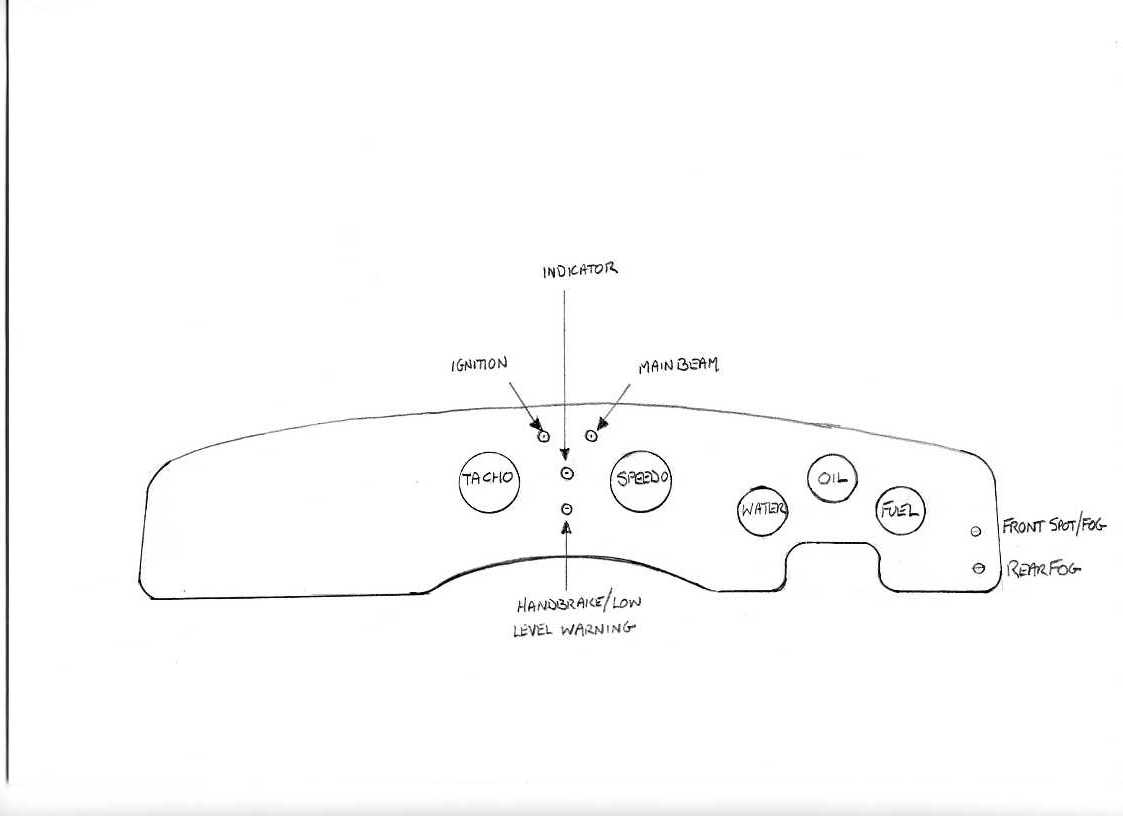 INDICATOR
IGNITION
MAIN BEAM
TACHO
SPEEDO
OIL
WATER
FUEL
FRONT SPOT/FOG
REAR FOG
HANDBRAKE/LOW
LEVEL WARNING